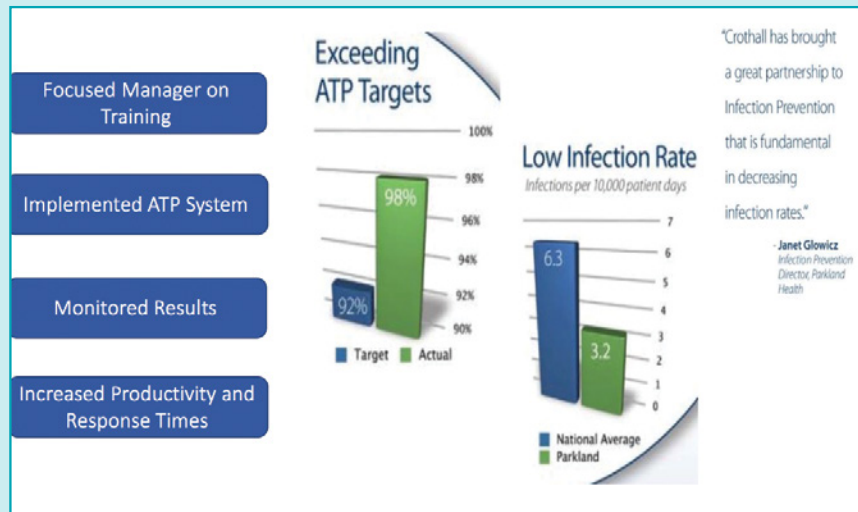 Focused Manager on
Training
Implemented ATP System
Monitored Results
Increased Productivity and
Response Times
Exceeding
ATP Targets
100%
98%
96%
94%
92%
90%
98%
92%
Target
Actual
Low Infection Rate
Infections per 10,000 patient days
7
6
5
4
3
2
1
0
6.3
3.2
National Average
Parkland
"Crothall has brought
a great partnership to
Infection Prevention
that is fundamental
in decreasing
infection rates."
- Janet Glowicz
Infection Prevention
Director, Parkland
Health